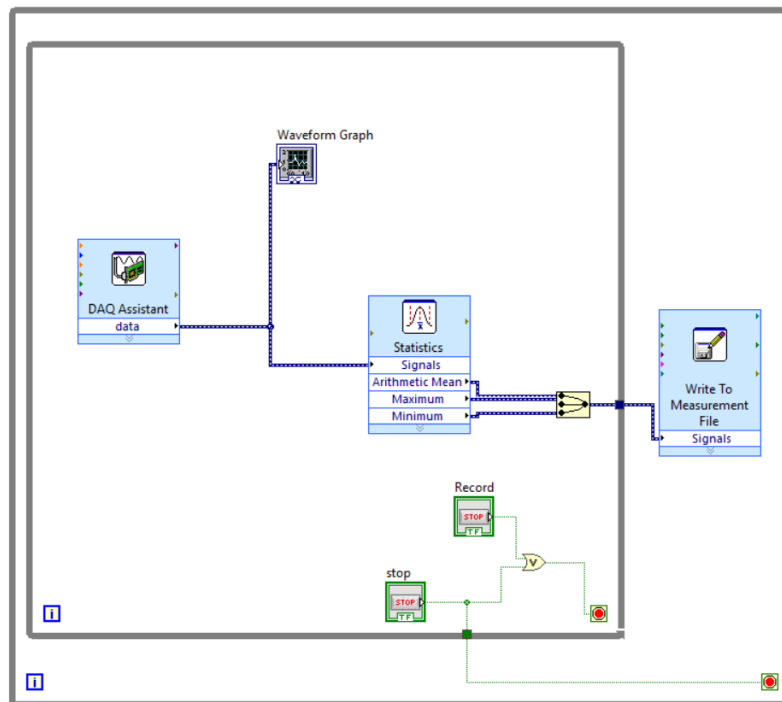 Waveform Graph
DAQ Assistant
data
Statistics
Signals
Arithmetic Mean
Maximum
Minimum
Write To
Measurement
File
Signals
Record
STOP
TF
V
stop
STOP
TF
i
i